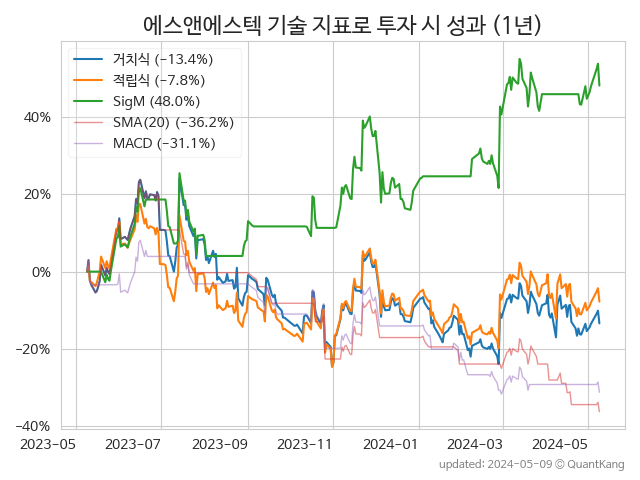 에스앤에스텍 기술 지표로 투자 시 성과 (1년)
거치식 (−13.4%)
적립식 (−7.8%)
SigM (48.0%)
SMA(20) (−36.2%)
MACD (−31.1%)
40%
20%
0%
−20%
−40%
2023-05 2023-07 2023-09 2023-11 2024-01 2024-03 2024-05
updated: 2024-05-09 © QuantKang